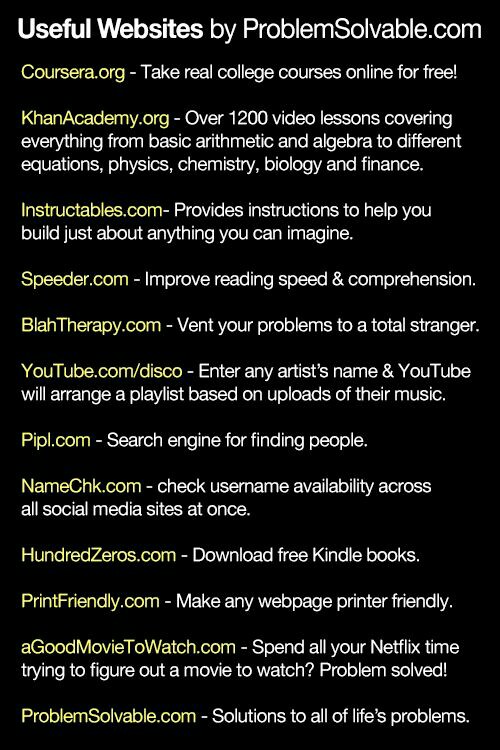 Useful Websites by ProblemSolvable.com
Coursera.org - Take real college courses online for free!
KhanAcademy.org - Over 1200 video lessons covering
everything from basic arithmetic and algebra to different
equations, physics, chemistry, biology and finance.
Instructables.com- Provides instructions to help you
build just about anything you can imagine.
Speeder.com - Improve reading speed & comprehension.
BlahTherapy.com - Vent your problems to a total stranger.
YouTube.com/disco - Enter any artist's name & YouTube
will arrange a playlist based on uploads of their music.
Pipl.com - Search engine for finding people.
NameChk.com - check username availability across
all social media sites at once.
HundredZeros.com - Download free Kindle books.
PrintFriendly.com - Make any webpage printer friendly.
aGoodMovieToWatch.com - Spend all your Netflix time
trying to figure out a movie to watch? Problem solved!
ProblemSolvable.com - Solutions to all of life's problems.